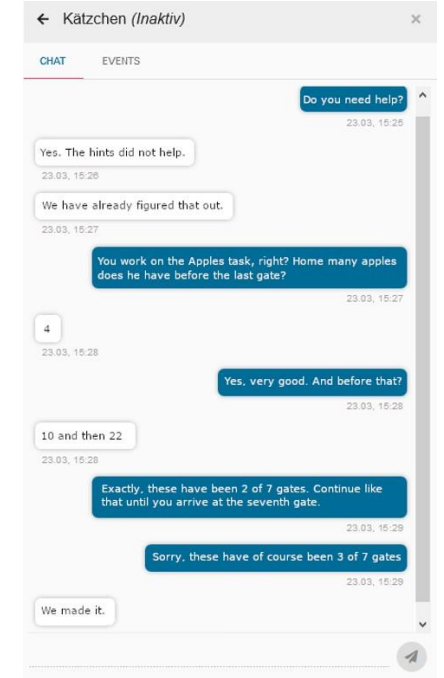 Kätzchen (Inaktiv)
CHAT EVENTS
Do you need help?
23.03, 15:25
Yes. The hints did not help.
23.03, 15:26
We have already figured that out.
23.03, 15:27
You work on the Apples task, right? Home many apples
does he have before the last gate?
23.03, 15:27
4
23.03, 15:28
Yes, very good. And before that?
23.03, 15:28
10 and then 22
23.03, 15:28
Exactly, these have been 2 of 7 gates. Continue like
that until you arrive at the seventh gate.
23.03, 15:29
Sorry, these have of course been 3 of 7 gates
23.03, 15:29
We made it.